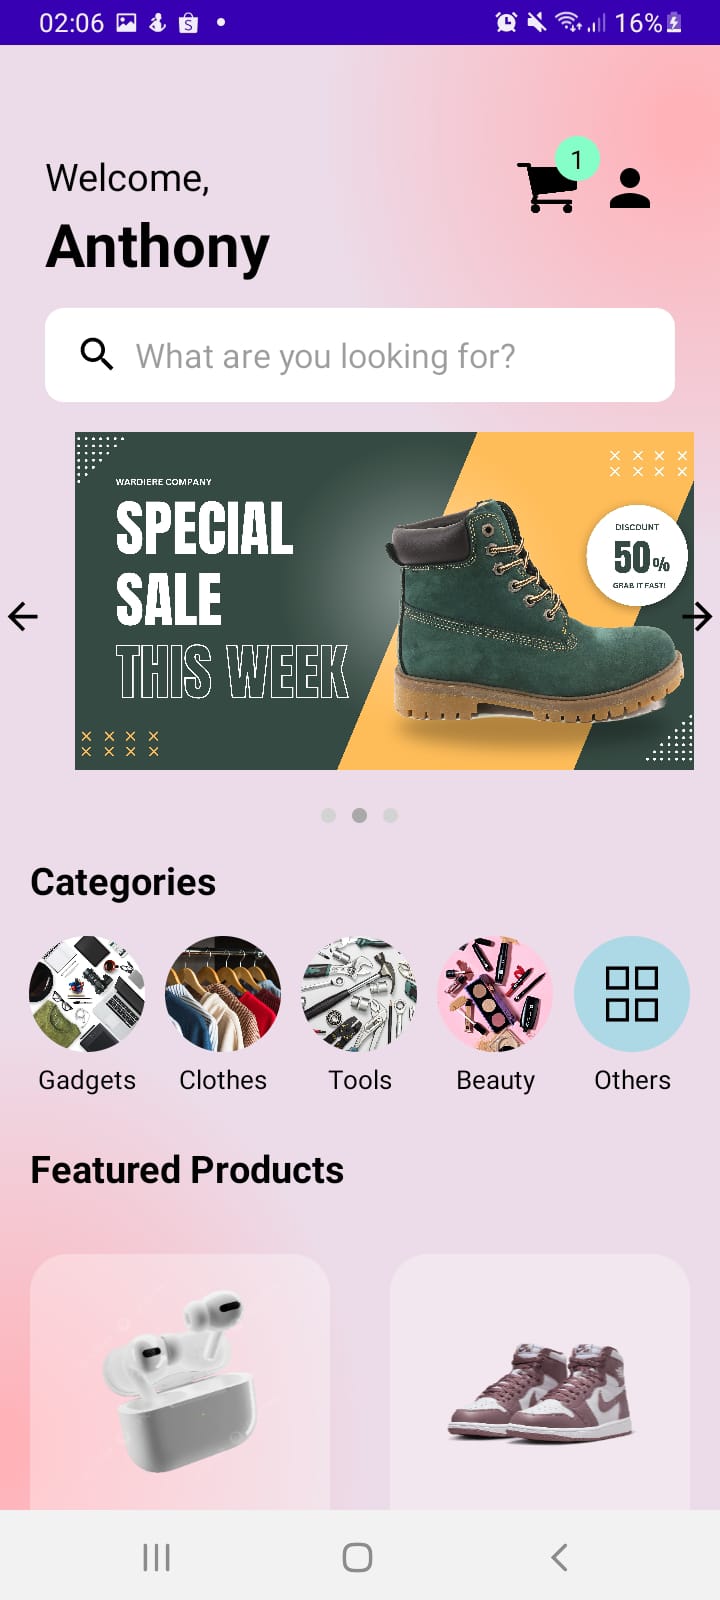 02:06
16%
1
Welcome,
Anthony
What are you looking for?
WARDIERE COMPANY
SPECIAL
SALE
THIS WEEK
DISCOUNT
50%
GRAB IT FAST!
Categories
Gadgets Clothes Tools Beauty Others
Featured Products